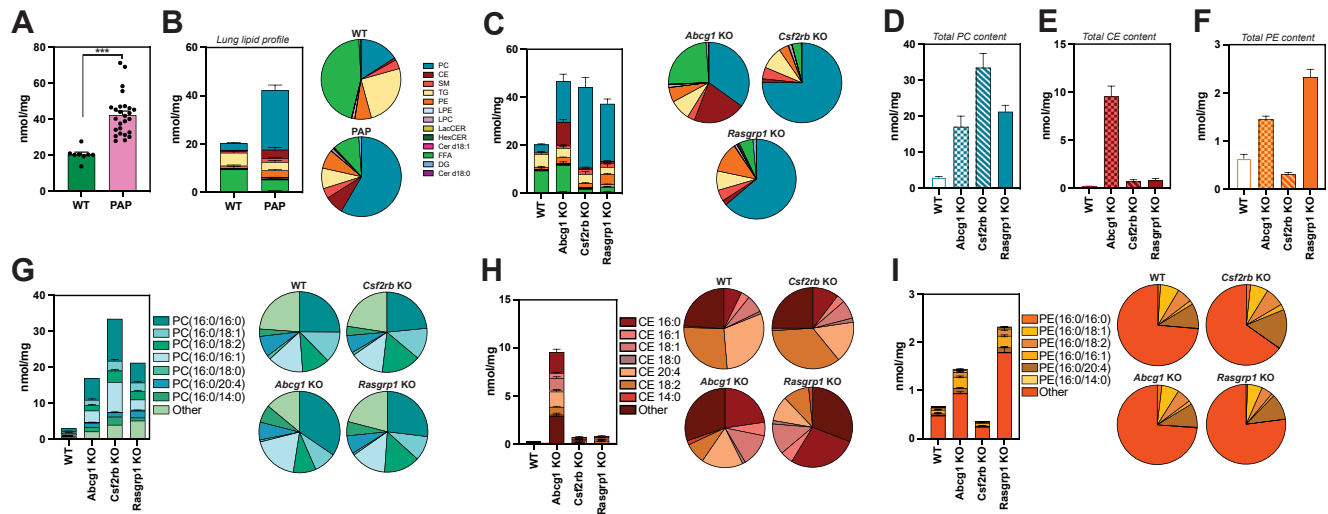 A
nmol/mg
80
60
40
20
0
***
WT
PAP
B
Lung lipid profile
nmol/mg
60
40
20
0
WT
PAP
WT
PAP
PC
CE
SM
TG
PE
LPE
LPC
LacCER
HexCER
Cer d18:1
FFA
DG
Cer d18:0
C
nmol/mg
60
40
20
0
WT
Abcg1 KO
Csf2rb KO
Rasgrp1 KO
Abcg1 KO
Csf2rb KO
Rasgrp1 KO
D
Total PC content
nmol/mg
40
30
20
10
0
WT
Abcg1 KO
Csf2rb KO
Rasgrp1 KO
E
Total CE content
nmol/mg
15
10
5
0
WT
Abcg1 KO
Csf2rb KO
Rasgrp1 KO
F
Total PE content
nmol/mg
3
2
1
0
WT
Abcg1 KO
Csf2rb KO
Rasgrp1 KO
G
nmol/mg
40
30
20
10
0
WT
Abcg1 KO
Csf2rb KO
Rasgrp1 KO
PC(16:0/16:0)
PC(16:0/18:1)
PC(16:0/18:2)
PC(16:0/16:1)
PC(16:0/18:0)
PC(16:0/20:4)
PC(16:0/14:0)
Other
WT
Csf2rb KO
Abcg1 KO
Rasgrp1 KO
H
nmol/mg
15
10
5
0
WT
Abcg1 KO
Csf2rb KO
Rasgrp1 KO
CE 16:0
CE 16:1
CE 18:1
CE 18:0
CE 20:4
CE 18:2
CE 14:0
Other
WT
Csf2rb KO
Abcg1 KO
Rasgrp1 KO
I
nmol/mg
3
2
1
0
WT
Abcg1 KO
Csf2rb KO
Rasgrp1 KO
PE(16:0/16:0)
PE(16:0/18:1)
PE(16:0/18:2)
PE(16:0/16:1)
PE(16:0/20:4)
PE(16:0/14:0)
Other
WT
Csf2rb KO
Abcg1 KO
Rasgrp1 KO